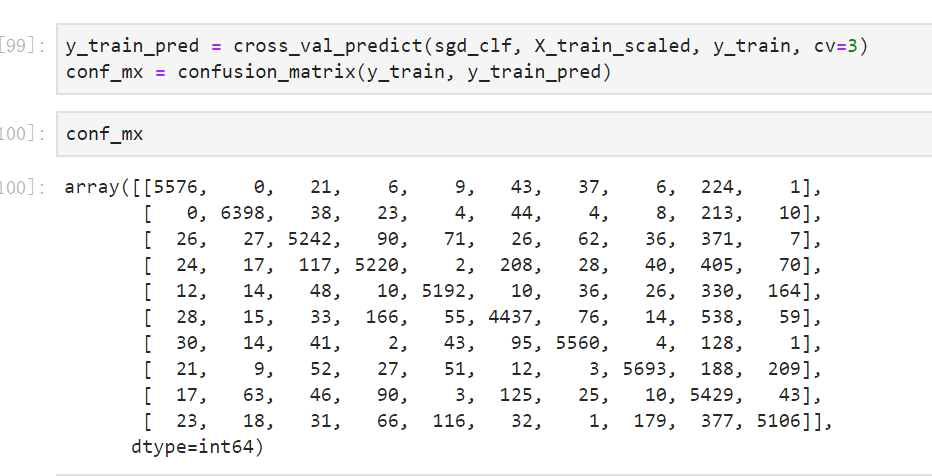 [99]: y_train_pred = cross_val_predict(sgd_clf, X_train_scaled, y_train, cv=3)
conf_mx = confusion_matrix(y_train, y_train_pred)
100]: conf_mx
100]: array([[5576,    0,   21,    6,    9,   43,   37,    6,  224,    1],
[   0, 6398,   38,   23,    4,   44,    4,    8,  213,   10],
[  26,   27, 5242,   90,   71,   26,   62,   36,  371,    7],
[  24,   17,  117, 5220,    2,  208,   28,   40,  405,   70],
[  12,   14,   48,   10, 5192,   10,   36,   26,  330,  164],
[  28,   15,   33,  166,   55, 4437,   76,   14,  538,   59],
[  30,   14,   41,    2,   43,   95, 5560,    4,  128,    1],
[  21,    9,   52,   27,   51,   12,    3, 5693,  188,  209],
[  17,   63,   46,   90,    3,  125,   25,   10, 5429,   43],
[  23,   18,   31,   66,  116,   32,    1,  179,  377, 5106]],
dtype=int64)